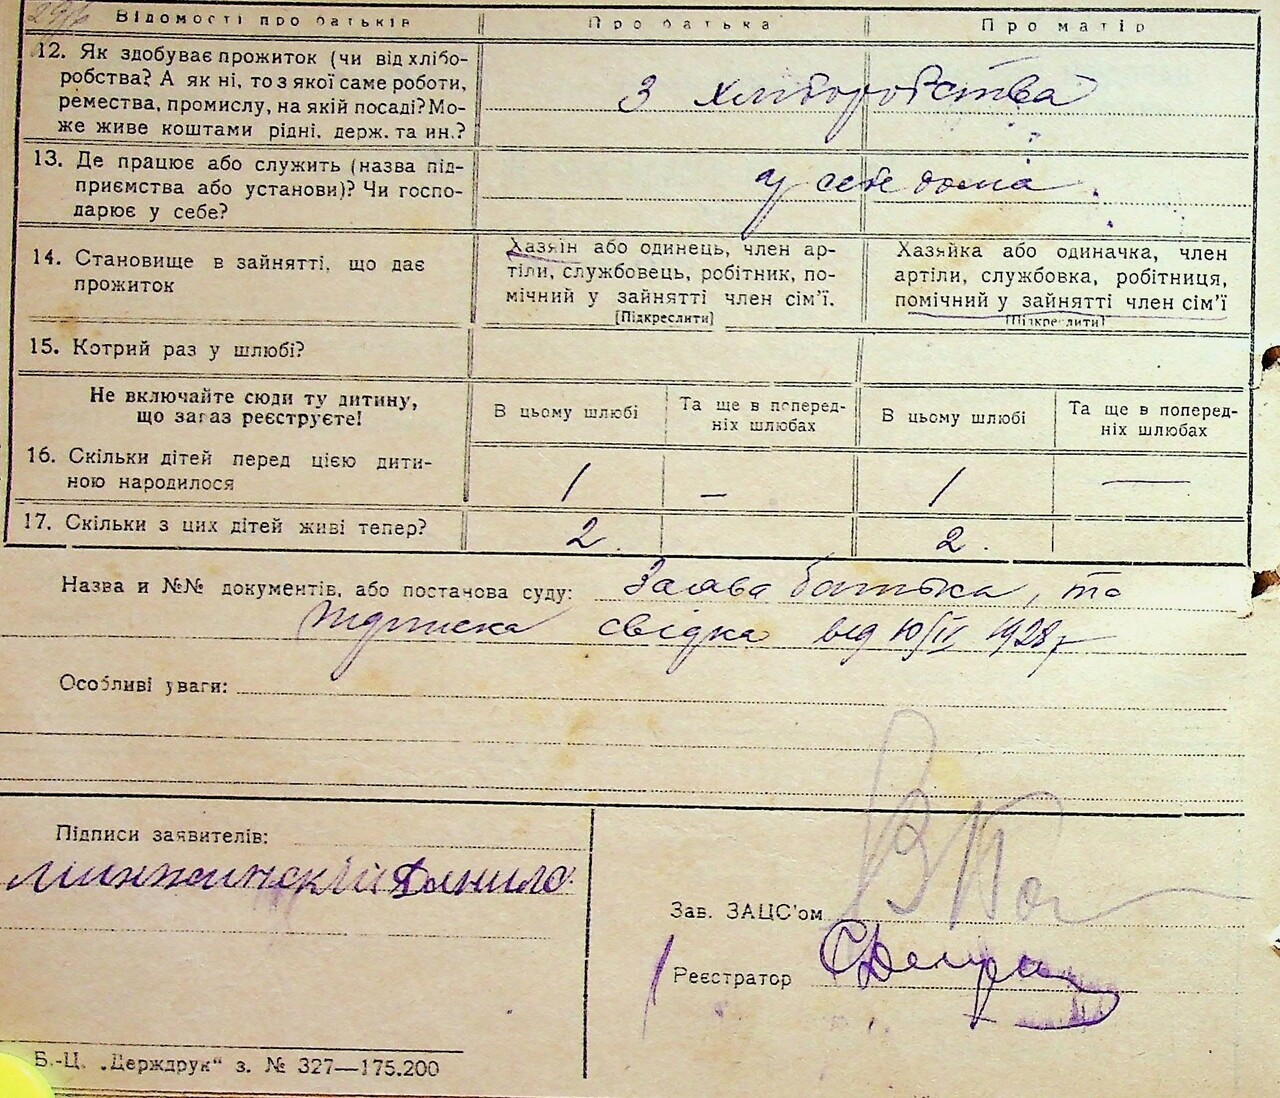 Відомості про батьків Про батька Про матір
12. Як здобуває прожиток (чи від хлібо-
робства? А як ні, то з якої саме роботи,
ремества, промислу, на якій посаді? Мо-
же живе коштами рідні, держ. та ин.?
З хліборобства
13. Де працює або служить (назва під-
приємства або установи)? Чи госпо-
дарює у себе?
у себе дома.
14. Становище в зайнятті, що дає
прожиток
Хазяїн або одинець, член ар-
тіли, службовець, робітник, по-
мічний у зайнятті член сім'ї.
[Підкреслити]
Хазяйка або одиначка, член
артіли, службовка, робітниця,
помічний у зайнятті член сім'ї
[Підкреслити]
15. Котрий раз у шлюбі?
Не включайте сюди ту дитину,
що зараз реєструєте!
В цьому шлюбі
Та ще в поперед-
ніх шлюбах
В цьому шлюбі
Та ще в поперед-
ніх шлюбах
16. Скільки дітей перед цією дити-
ною народилося
1 — 1 —
17. Скільки з цих дітей живі тепер?
2. 2.
Назва и №№ документів, або постанова суду: Заява батька, та
підписка свідка від 10/IV 1928 г
Особливі уваги:
Підписи заявителів:
Минжинский Данило.
Зав. ЗАЦС'ом
Реєстратор
Б.-Ц. „Держдрук“ з. № 327—175.200